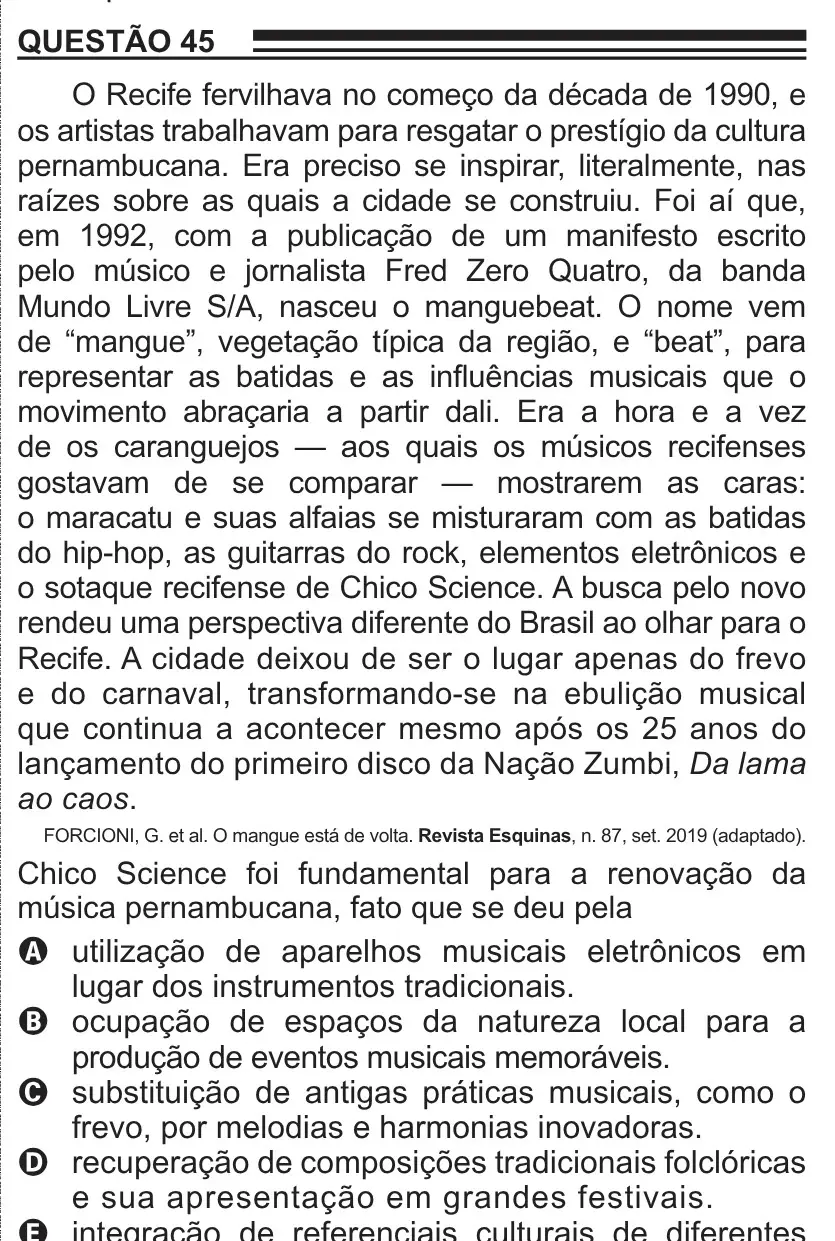 QUESTÃO 45
O Recife fervilhava no começo da década de 1990, e
os artistas trabalhavam para resgatar o prestígio da cultura
pernambucana. Era preciso se inspirar, literalmente, nas
raízes sobre as quais a cidade se construiu. Foi aí que,
em 1992, com a publicação de um manifesto escrito
pelo músico e jornalista Fred Zero Quatro, da banda
Mundo Livre S/A, nasceu o manguebeat. O nome vem
de “mangue”, vegetação típica da região, e “beat”, para
representar as batidas e as influências musicais que o
movimento abraçaria a partir dali. Era a hora e a vez
de os caranguejos — aos quais os músicos recifenses
gostavam de se comparar — mostrarem as caras:
o maracatu e suas alfaias se misturaram com as batidas
do hip-hop, as guitarras do rock, elementos eletrônicos e
o sotaque recifense de Chico Science. A busca pelo novo
rendeu uma perspectiva diferente do Brasil ao olhar para o
Recife. A cidade deixou de ser o lugar apenas do frevo
e do carnaval, transformando-se na ebulição musical
que continua a acontecer mesmo após os 25 anos do
lançamento do primeiro disco da Nação Zumbi, Da lama
ao caos.
FORCIONI, G. et al. O mangue está de volta. Revista Esquinas, n. 87, set. 2019 (adaptado).
Chico Science foi fundamental para a renovação da
música pernambucana, fato que se deu pela
A utilização de aparelhos musicais eletrônicos em
lugar dos instrumentos tradicionais.
B ocupação de espaços da natureza local para a
produção de eventos musicais memoráveis.
C substituição de antigas práticas musicais, como o
frevo, por melodias e harmonias inovadoras.
D recuperação de composições tradicionais folclóricas
e sua apresentação em grandes festivais.
E integração de referenciais culturais de diferentes